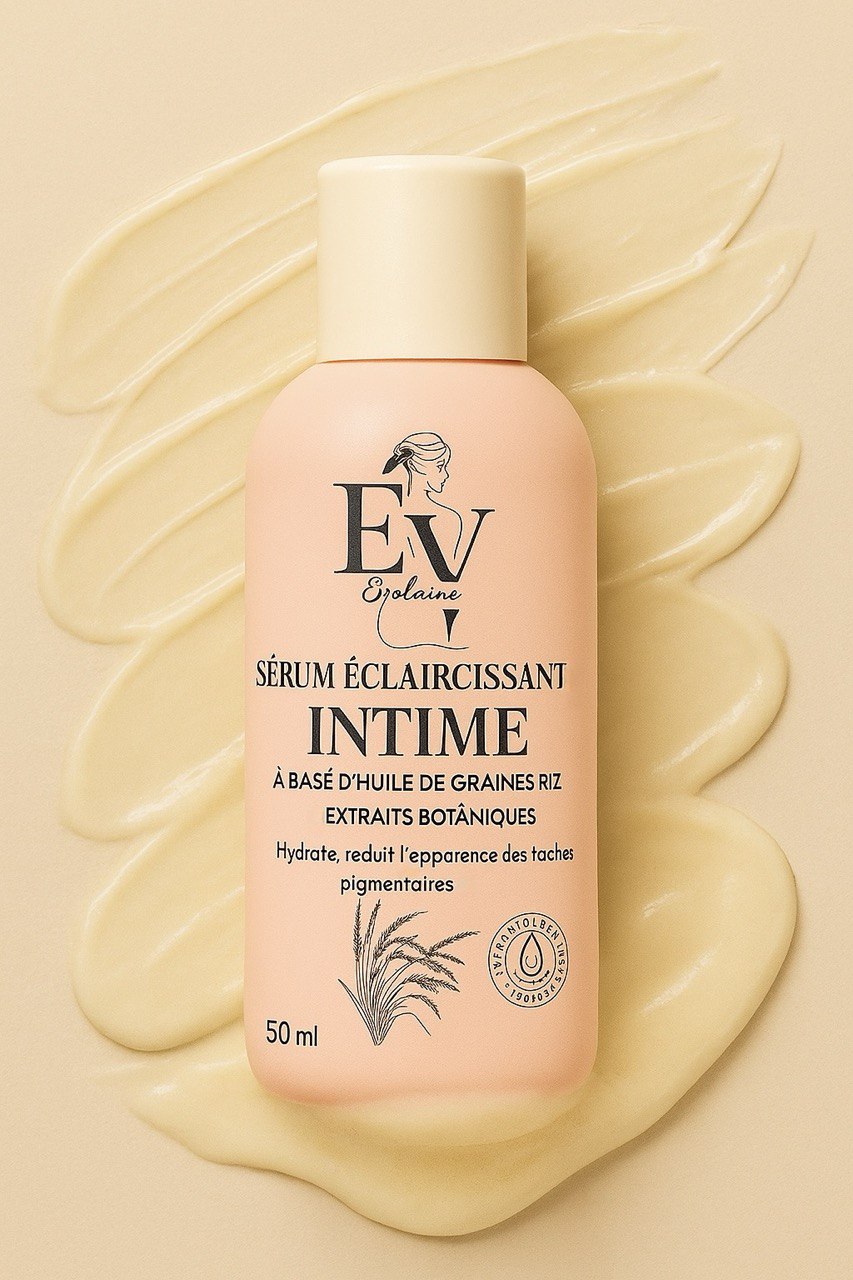 EV
Evolaine
SÉRUM ÉCLAIRCISSANT
INTIME
À BASÉ D'HUILE DE GRAINES RIZ
EXTRAITS BOTÂNIQUES
Hydrate, reduit l'epparence des taches
pigmentaires
50 ml